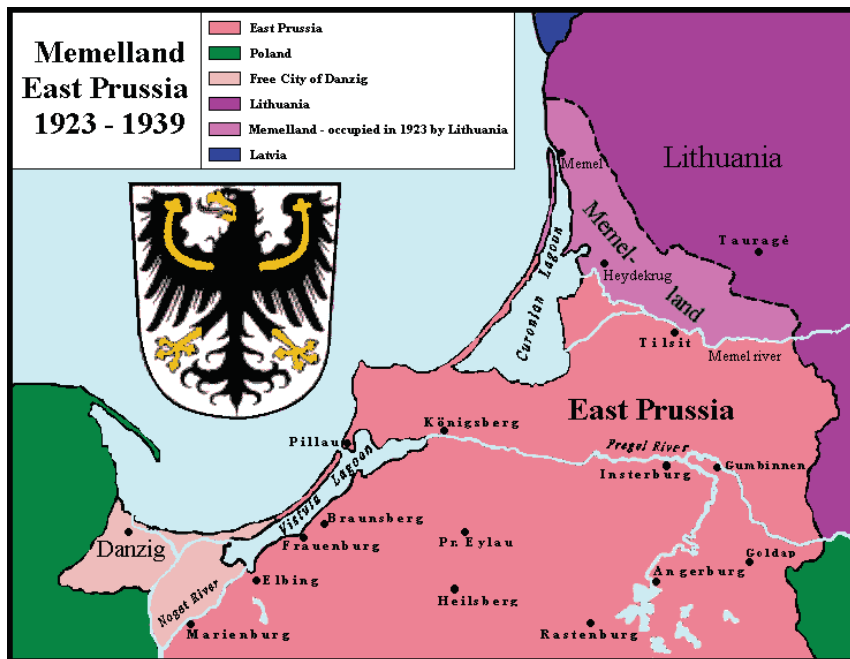 Memelland
East Prussia
1923 - 1939
East Prussia
Poland
Free City of Danzig
Lithuania
Memelland - occupied in 1923 by Lithuania
Latvia
Memel
Lithuania
Memel-
land
Tauragé
Curonian Lagoon
Heydekrug
Tilsit
Memel river
East Prussia
Königsberg
Pillau
Pregel River
Insterburg
Gumbinnen
Vistula Lagoon
Braunsberg
Frauenburg
Pr. Eylau
Danzig
Goldap
Angerburg
Elbing
Heilsberg
Nogat River
Marienburg
Rastenburg